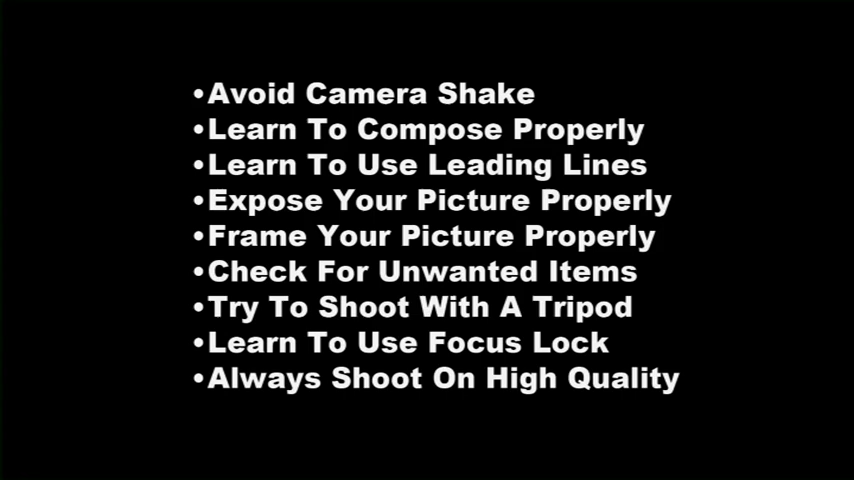 •Avoid Camera Shake
•Learn To Compose Properly
•Learn To Use Leading Lines
•Expose Your Picture Properly
•Frame Your Picture Properly
•Check For Unwanted Items
•Try To Shoot With A Tripod
•Learn To Use Focus Lock
•Always Shoot On High Quality